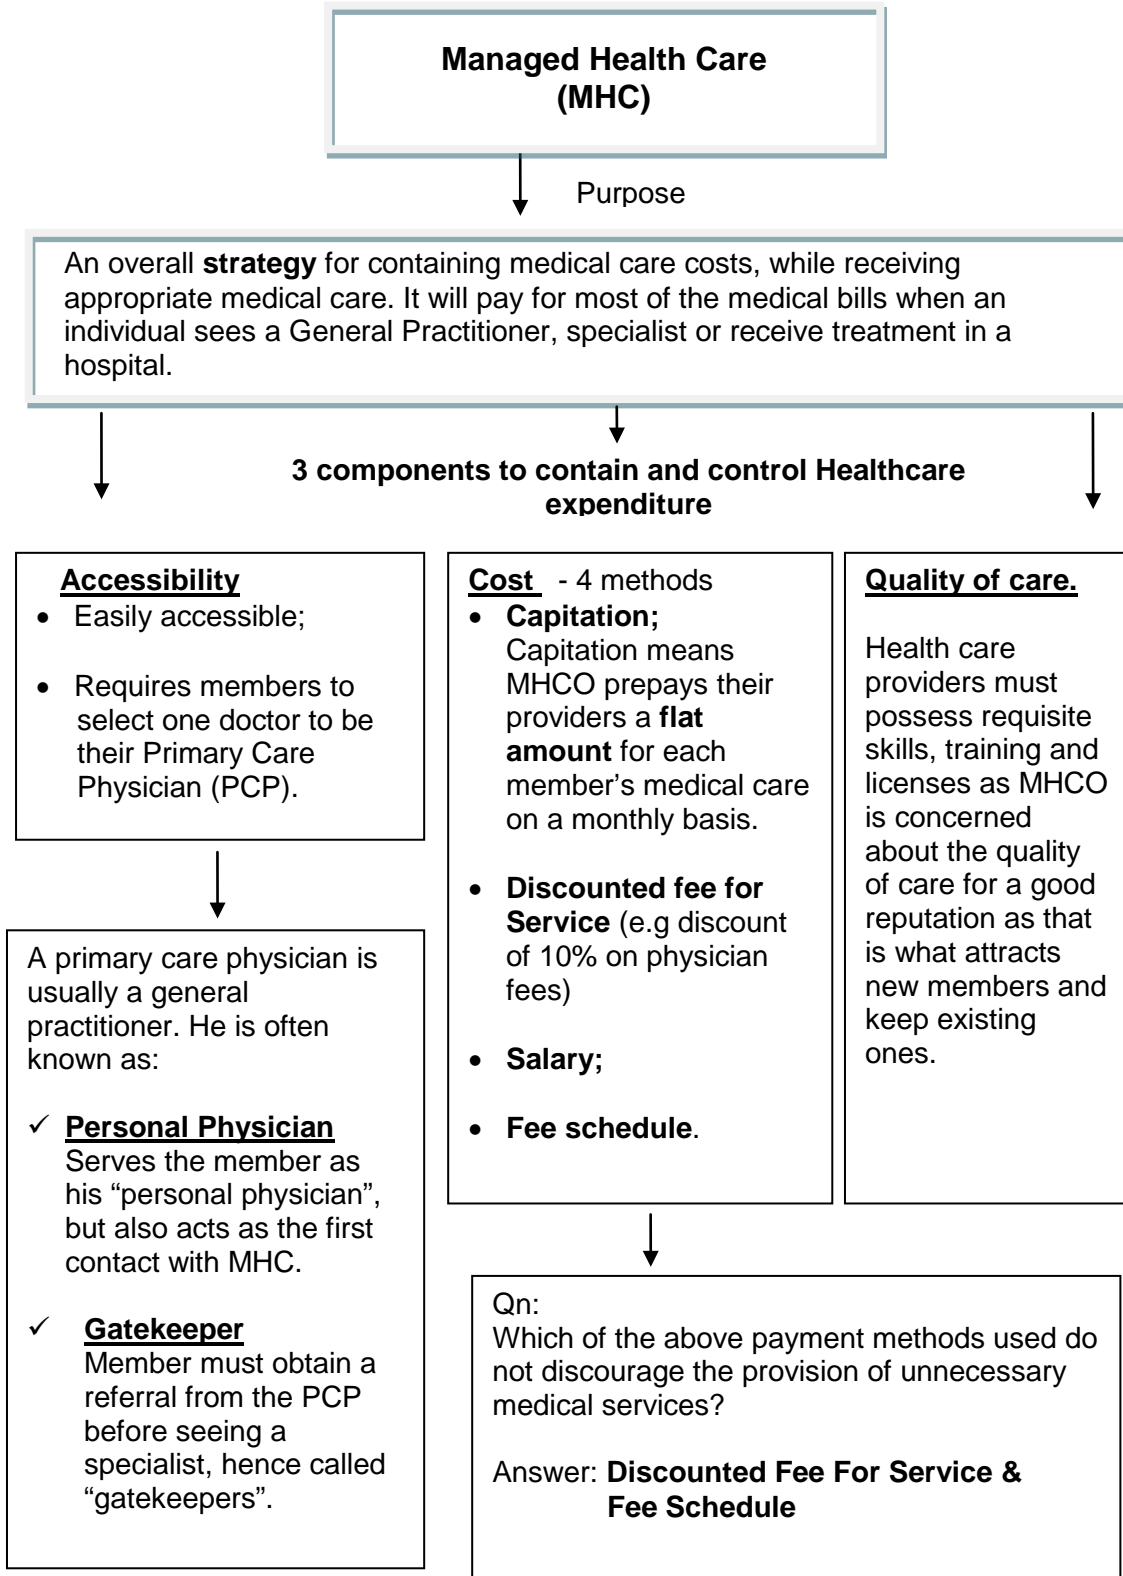 Managed Health Care
(MHC)
Purpose
An overall strategy for containing medical care costs, while receiving
appropriate medical care. It will pay for most of the medical bills when an
individual sees a General Practitioner, specialist or receive treatment in a
hospital.
3 components to contain and control Healthcare
expenditure
Accessibility
• Easily accessible;
• Requires members to
select one doctor to be
their Primary Care
Physician (PCP).
A primary care physician is
usually a general
practitioner. He is often
known as:
✓ Personal Physician
Serves the member as
his “personal physician”,
but also acts as the first
contact with MHC.
✓ Gatekeeper
Member must obtain a
referral from the PCP
before seeing a
specialist, hence called
“gatekeepers”.
Cost - 4 methods
• Capitation;
Capitation means
MHCO prepays their
providers a flat
amount for each
member’s medical care
on a monthly basis.
• Discounted fee for
Service (e.g discount
of 10% on physician
fees)
• Salary;
• Fee schedule.
Qn:
Which of the above payment methods used do
not discourage the provision of unnecessary
medical services?
Answer: Discounted Fee For Service &
Fee Schedule
Quality of care.
Health care
providers must
possess requisite
skills, training and
licenses as MHCO
is concerned
about the quality
of care for a good
reputation as that
is what attracts
new members and
keep existing
ones.